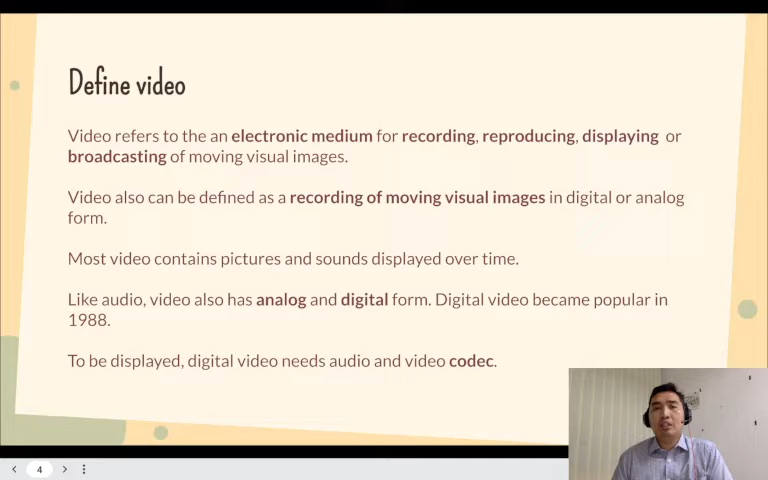 Define video
Video refers to the an electronic medium for recording, reproducing, displaying or
broadcasting of moving visual images.
Video also can be defined as a recording of moving visual images in digital or analog
form.
Most video contains pictures and sounds displayed over time.
Like audio, video also has analog and digital form. Digital video became popular in
1988.
To be displayed, digital video needs audio and video codec.
4